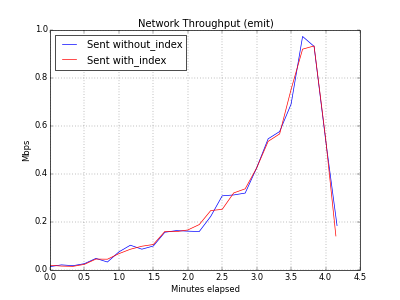 Network Throughput (emit)
Sent without_index
Sent with_index
Mbps
1.0
0.8
0.6
0.4
0.2
0.0
0.0 0.5 1.0 1.5 2.0 2.5 3.0 3.5 4.0 4.5
Minutes elapsed